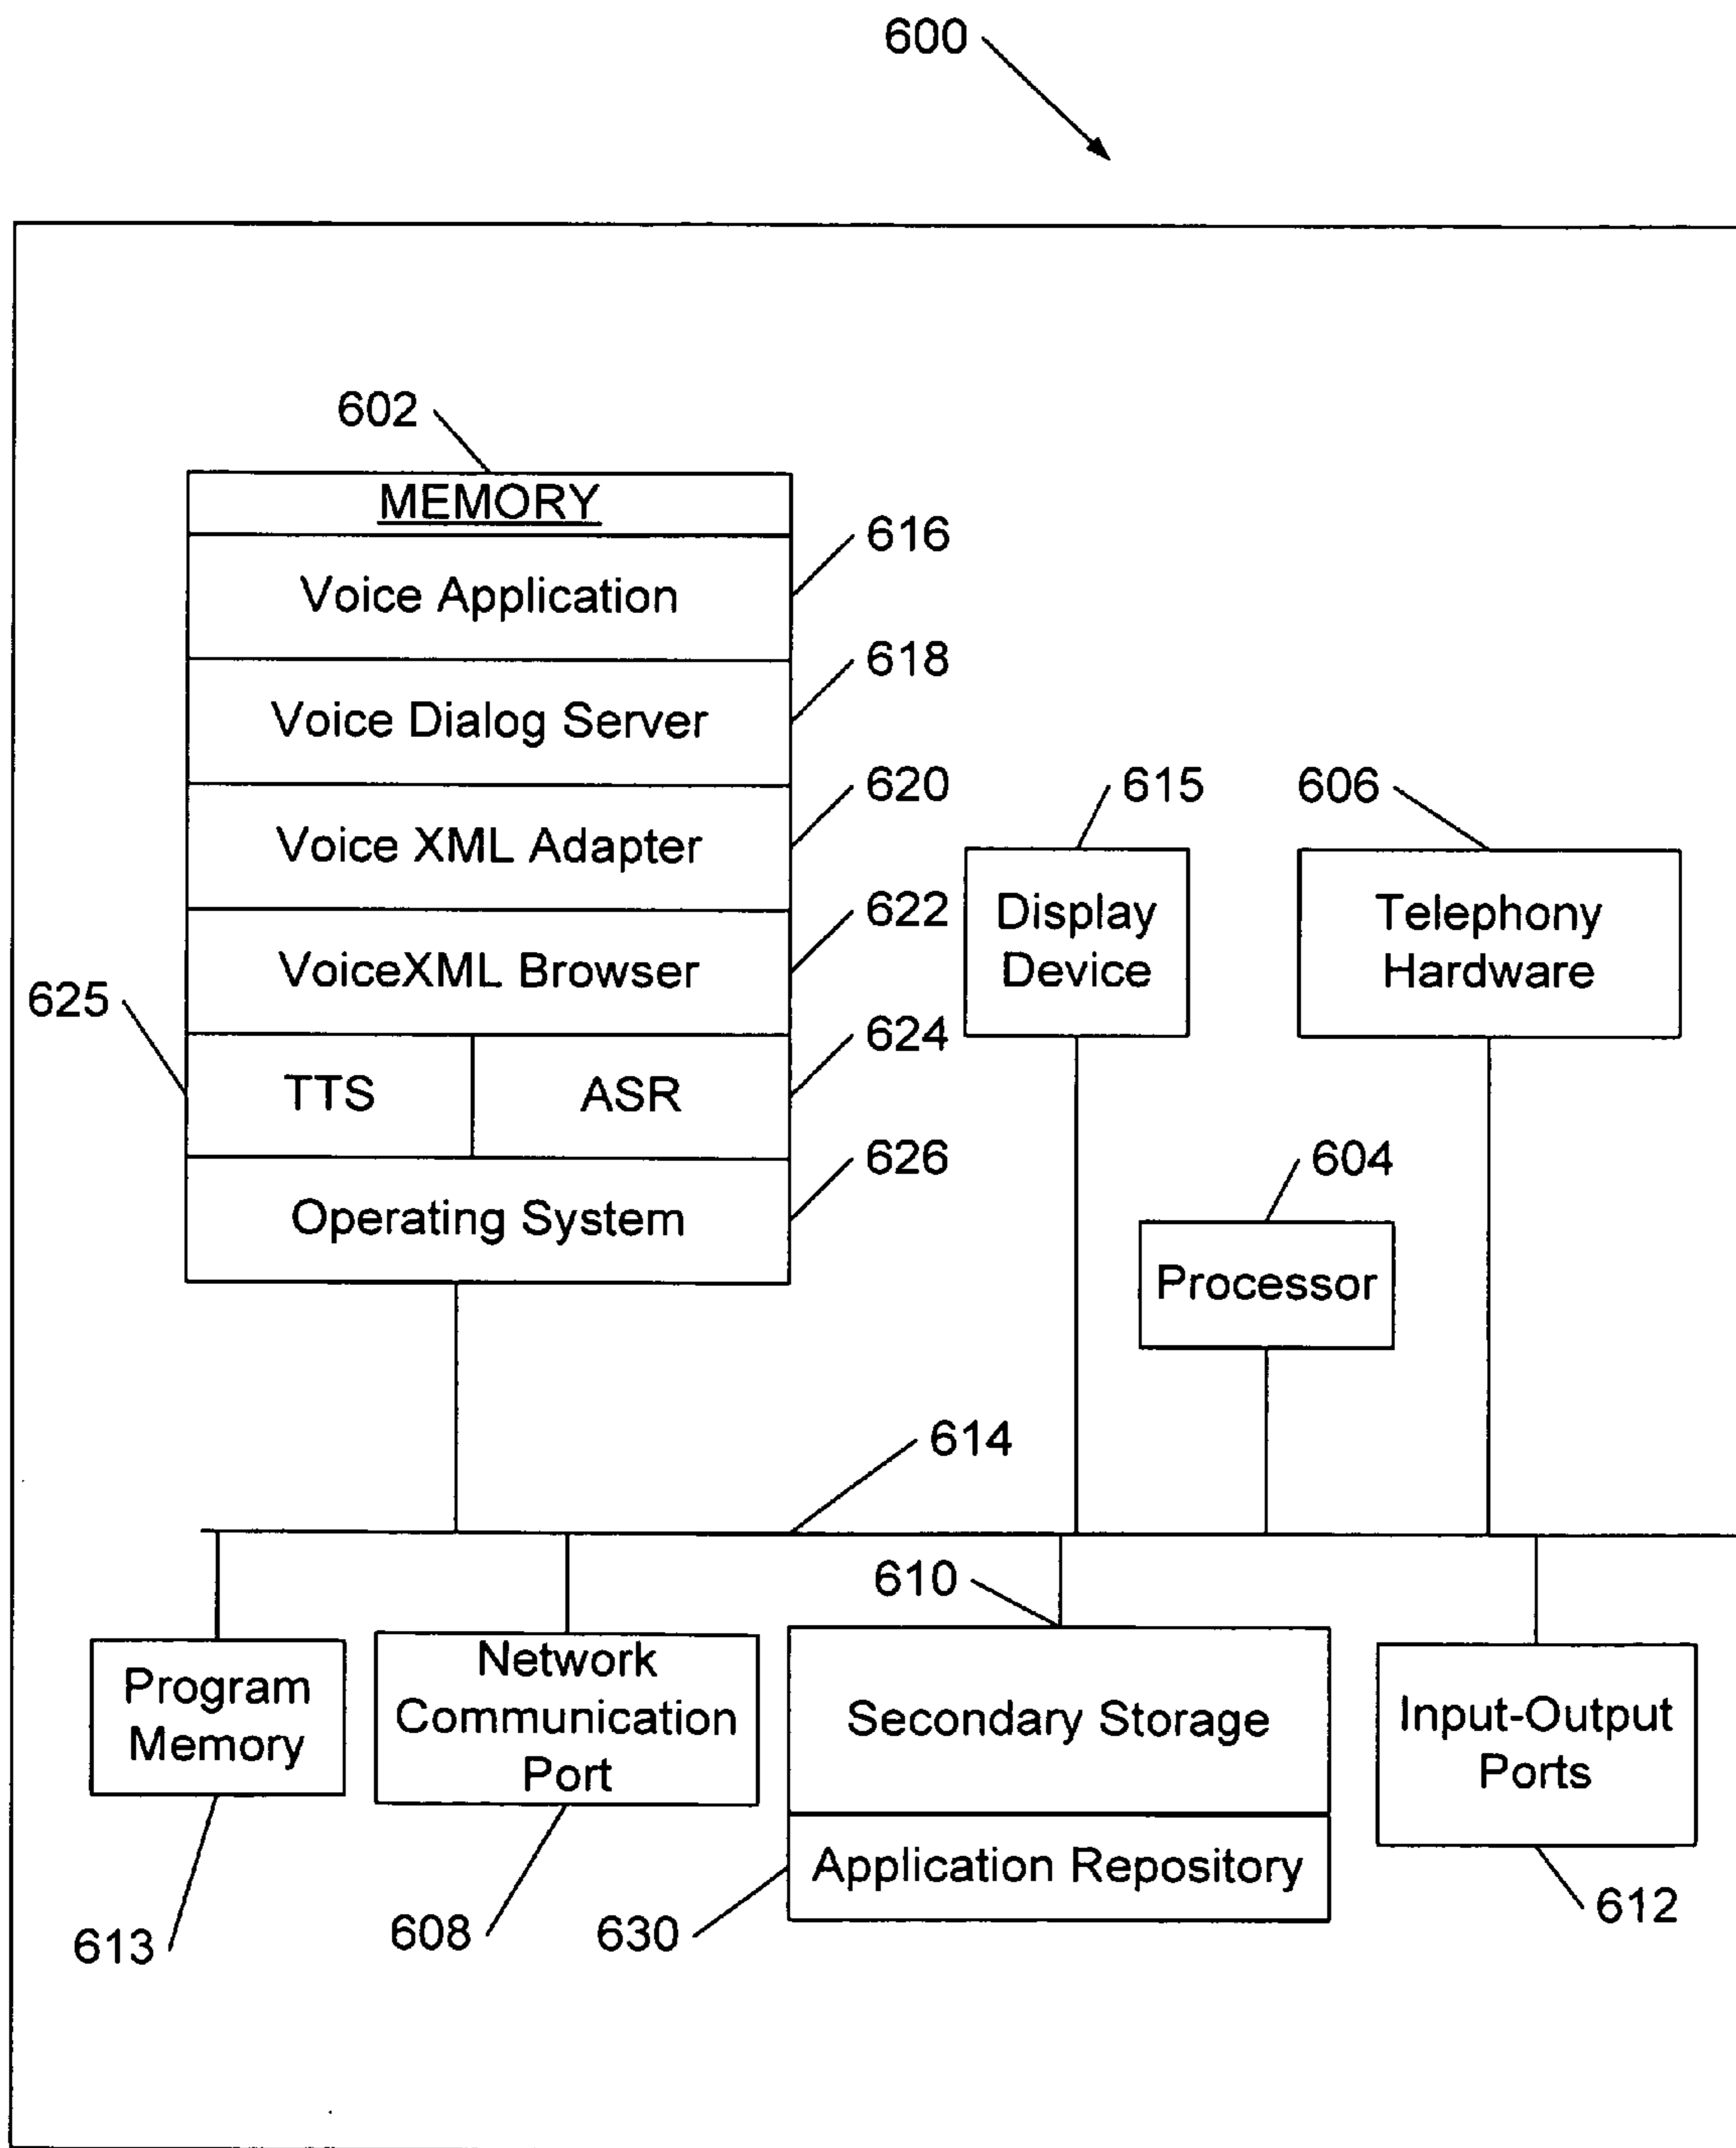 600
602
MEMORY
616
Voice Application
618
Voice Dialog Server
620
Voice XML Adapter
622
VoiceXML Browser
625
624
TTS
ASR
626
Operating System
615
Display
Device
606
Telephony
Hardware
604
Processor
614
610
Program
Memory
Network
Communication
Port
Secondary Storage
Input-Output
Ports
Application Repository
613
608
630
612